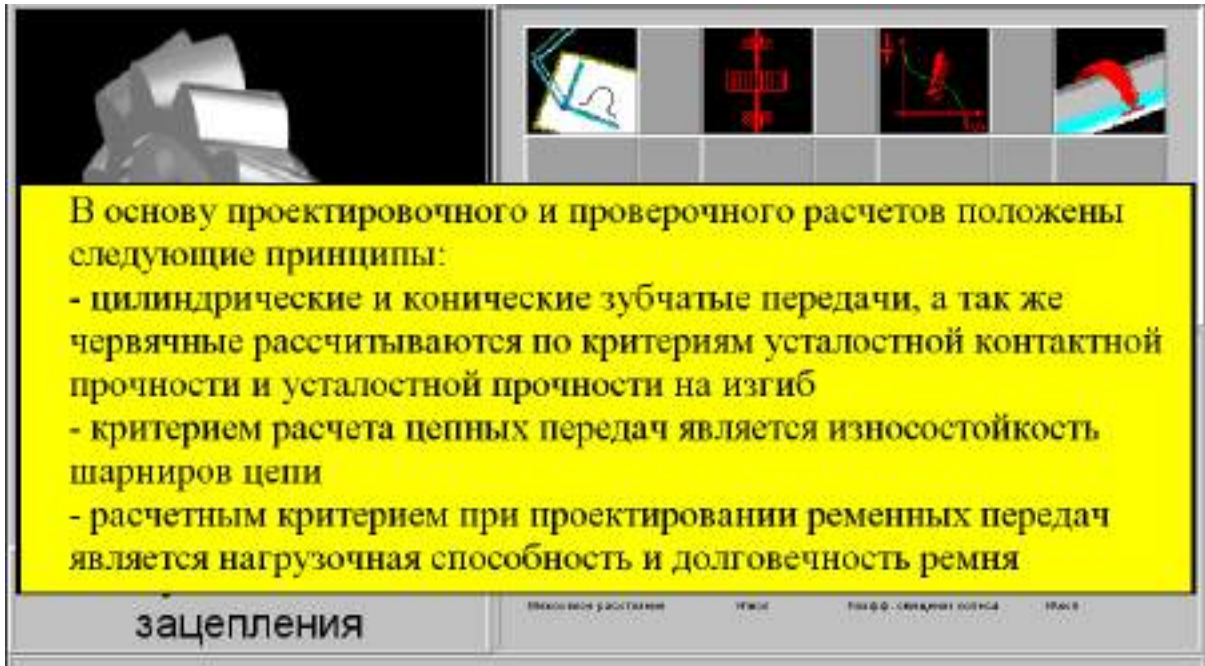 В основу проектировочного и проверочного расчетов положены
следующие принципы:
- цилиндрические и конические зубчатые передачи, а так же
червячные рассчитываются по критериям усталостной контактной
прочности и усталостной прочности на изгиб
- критерием расчета цепных передач является износостойкость
шарниров цепи
- расчетным критерием при проектировании ременных передач
является нагрузочная способность и долговечность ремня
зацепления